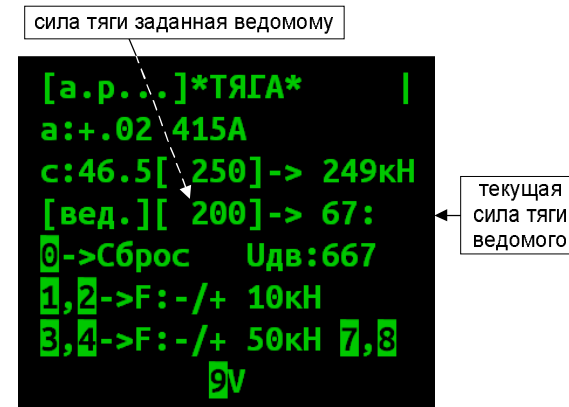 сила тяги заданная ведомому
[а.р...]*ТЯГА* |
а:+.02 415А
с:46.5[ 250]-> 249кН
[вед.][ 200]-> 67:
текущая
сила тяги
ведомого
0->Сброс Uдв:667
1,2->F:-/+ 10кН
3,4->F:-/+ 50кН 7,8
9V